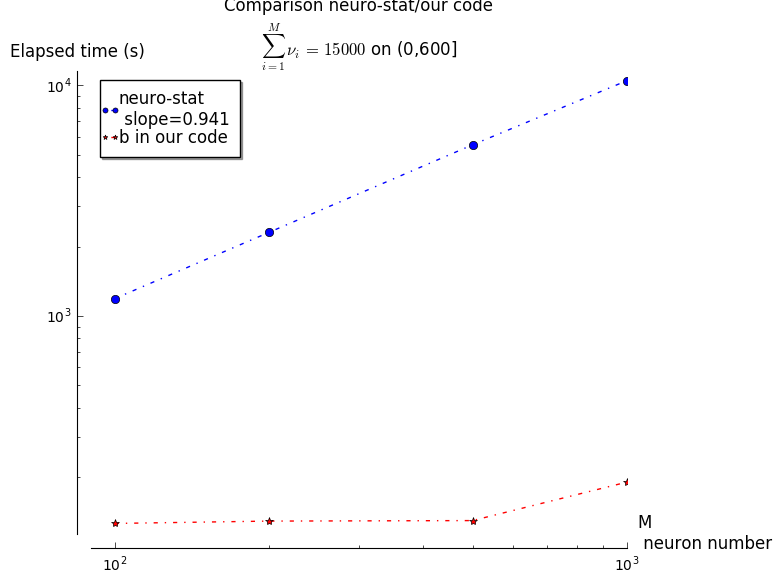 Comparison neuro-stat/our code
Elapsed time (s)
$\sum_{i=1}^{M} \nu_i = 15000$ on (0,600]
10^4
neuro-stat
slope=0.941
b in our code
10^3
M
neuron number
10^2
10^3